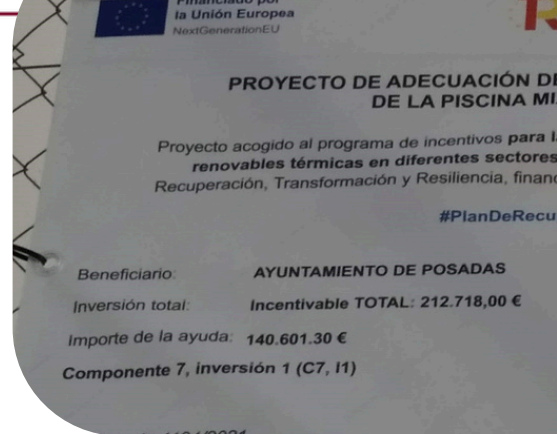 Financiado por
la Unión Europea
NextGenerationEU
PROYECTO DE ADECUACIÓN
DE LA PISCINA
Proyecto acogido al programa de incentivos para
renovables térmicas en diferentes sectores
Recuperación, Transformación y Resiliencia,
Beneficiario: AYUNTAMIENTO DE POSADAS
Inversión total: Incentivable TOTAL: 212.718,00 €
Importe de la ayuda: 140.601.30 €
Componente 7, inversión 1 (C7, I1)